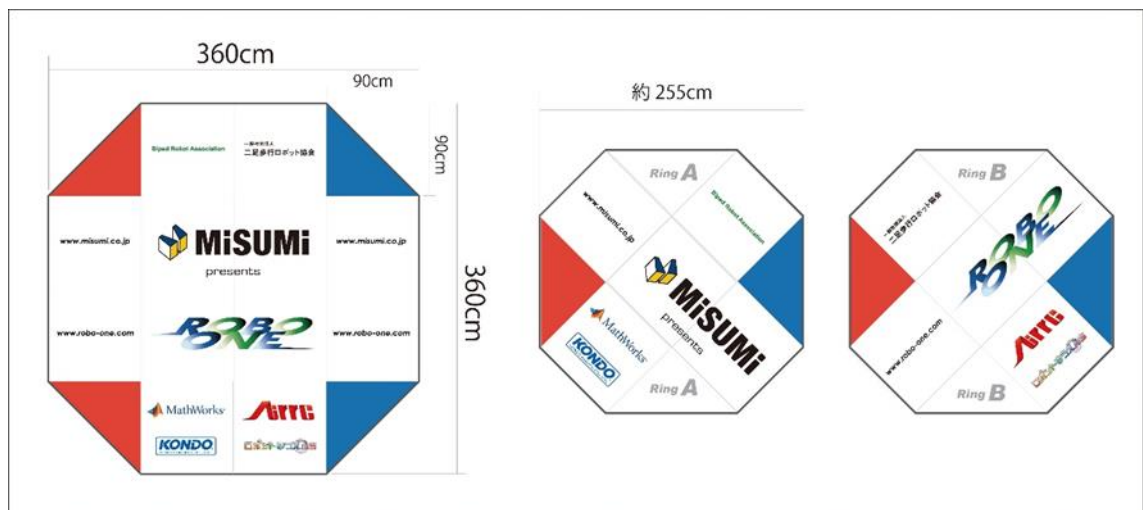 360cm
90cm
90cm
360cm
Biped Robot Association
一般社団法人
二足歩行ロボット協会
www.misumi.co.jp
MiSUMi
presents
www.misumi.co.jp
www.robo-one.com
ROBO
ONE
www.robo-one.com
MathWorks
KONDO
約 255cm
Ring A
www.misumi.co.jp
Biped Robot Association
MiSUMi
presents
MathWorks
KONDO
Ring A
Ring B
一般社団法人
二足歩行ロボット協会
ROBO
ONE
www.robo-one.com
Ring B